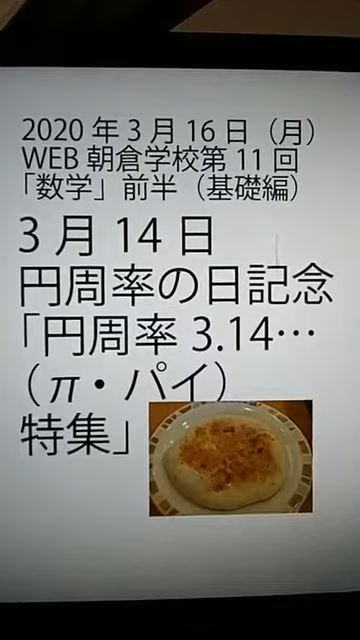 2020 年 3 月 16 日（月）
WEB 朝倉学校第 11 回
「数学」前半（基礎編）
3 月 14 日
円周率の日記念
「円周率 3.14…
（π・パイ）
特集」